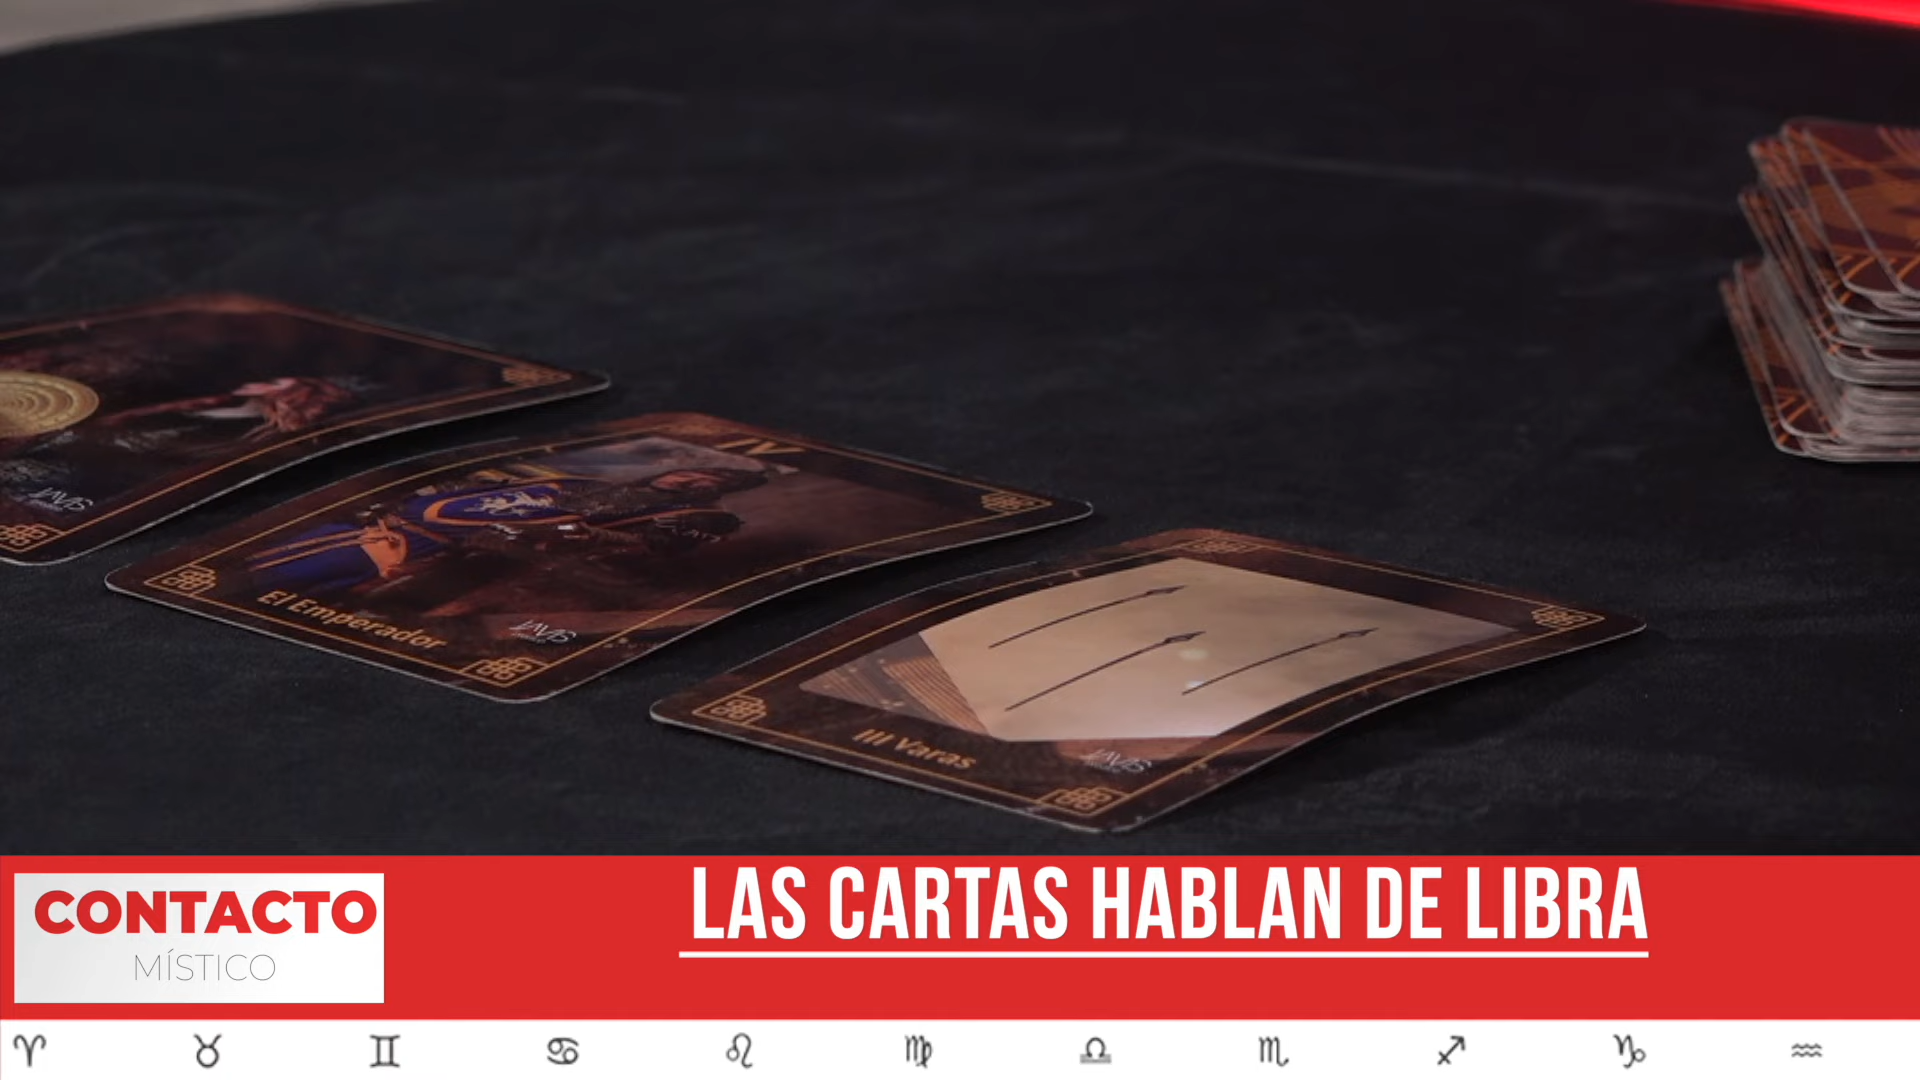 IV
El Emperador
III Varas
CONTACTO
MÍSTICO
LAS CARTAS HABLAN DE LIBRA
♈ ♉ ♊ ♋ ♌ ♍ ♎ ♏ ♐ ♑ ♒